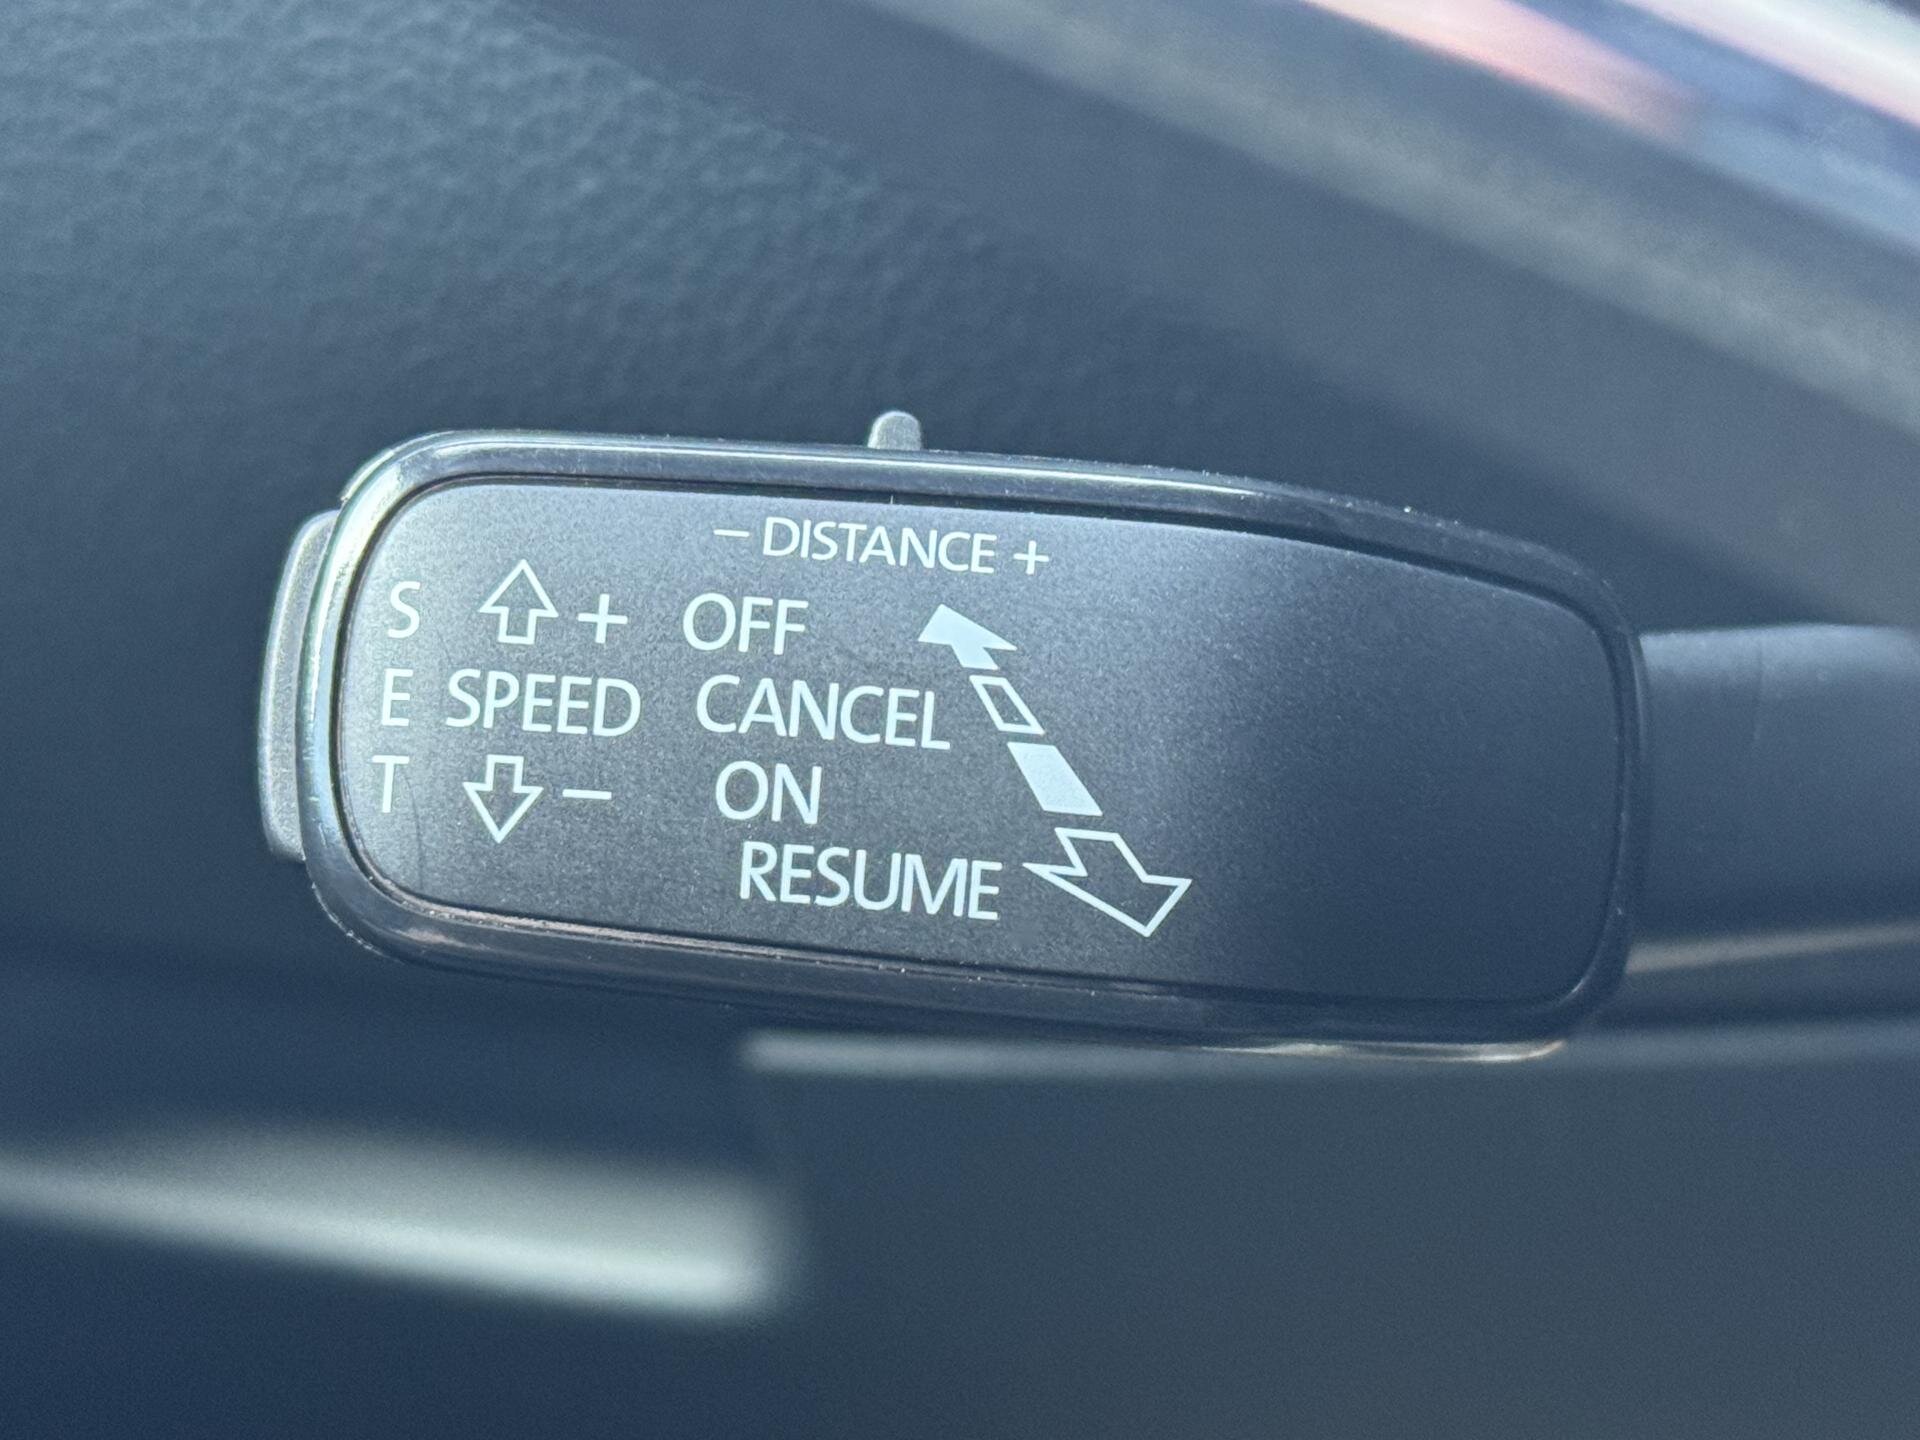 − DISTANCE +
S
E
T
+
SPEED
−
OFF
CANCEL
ON
RESUME